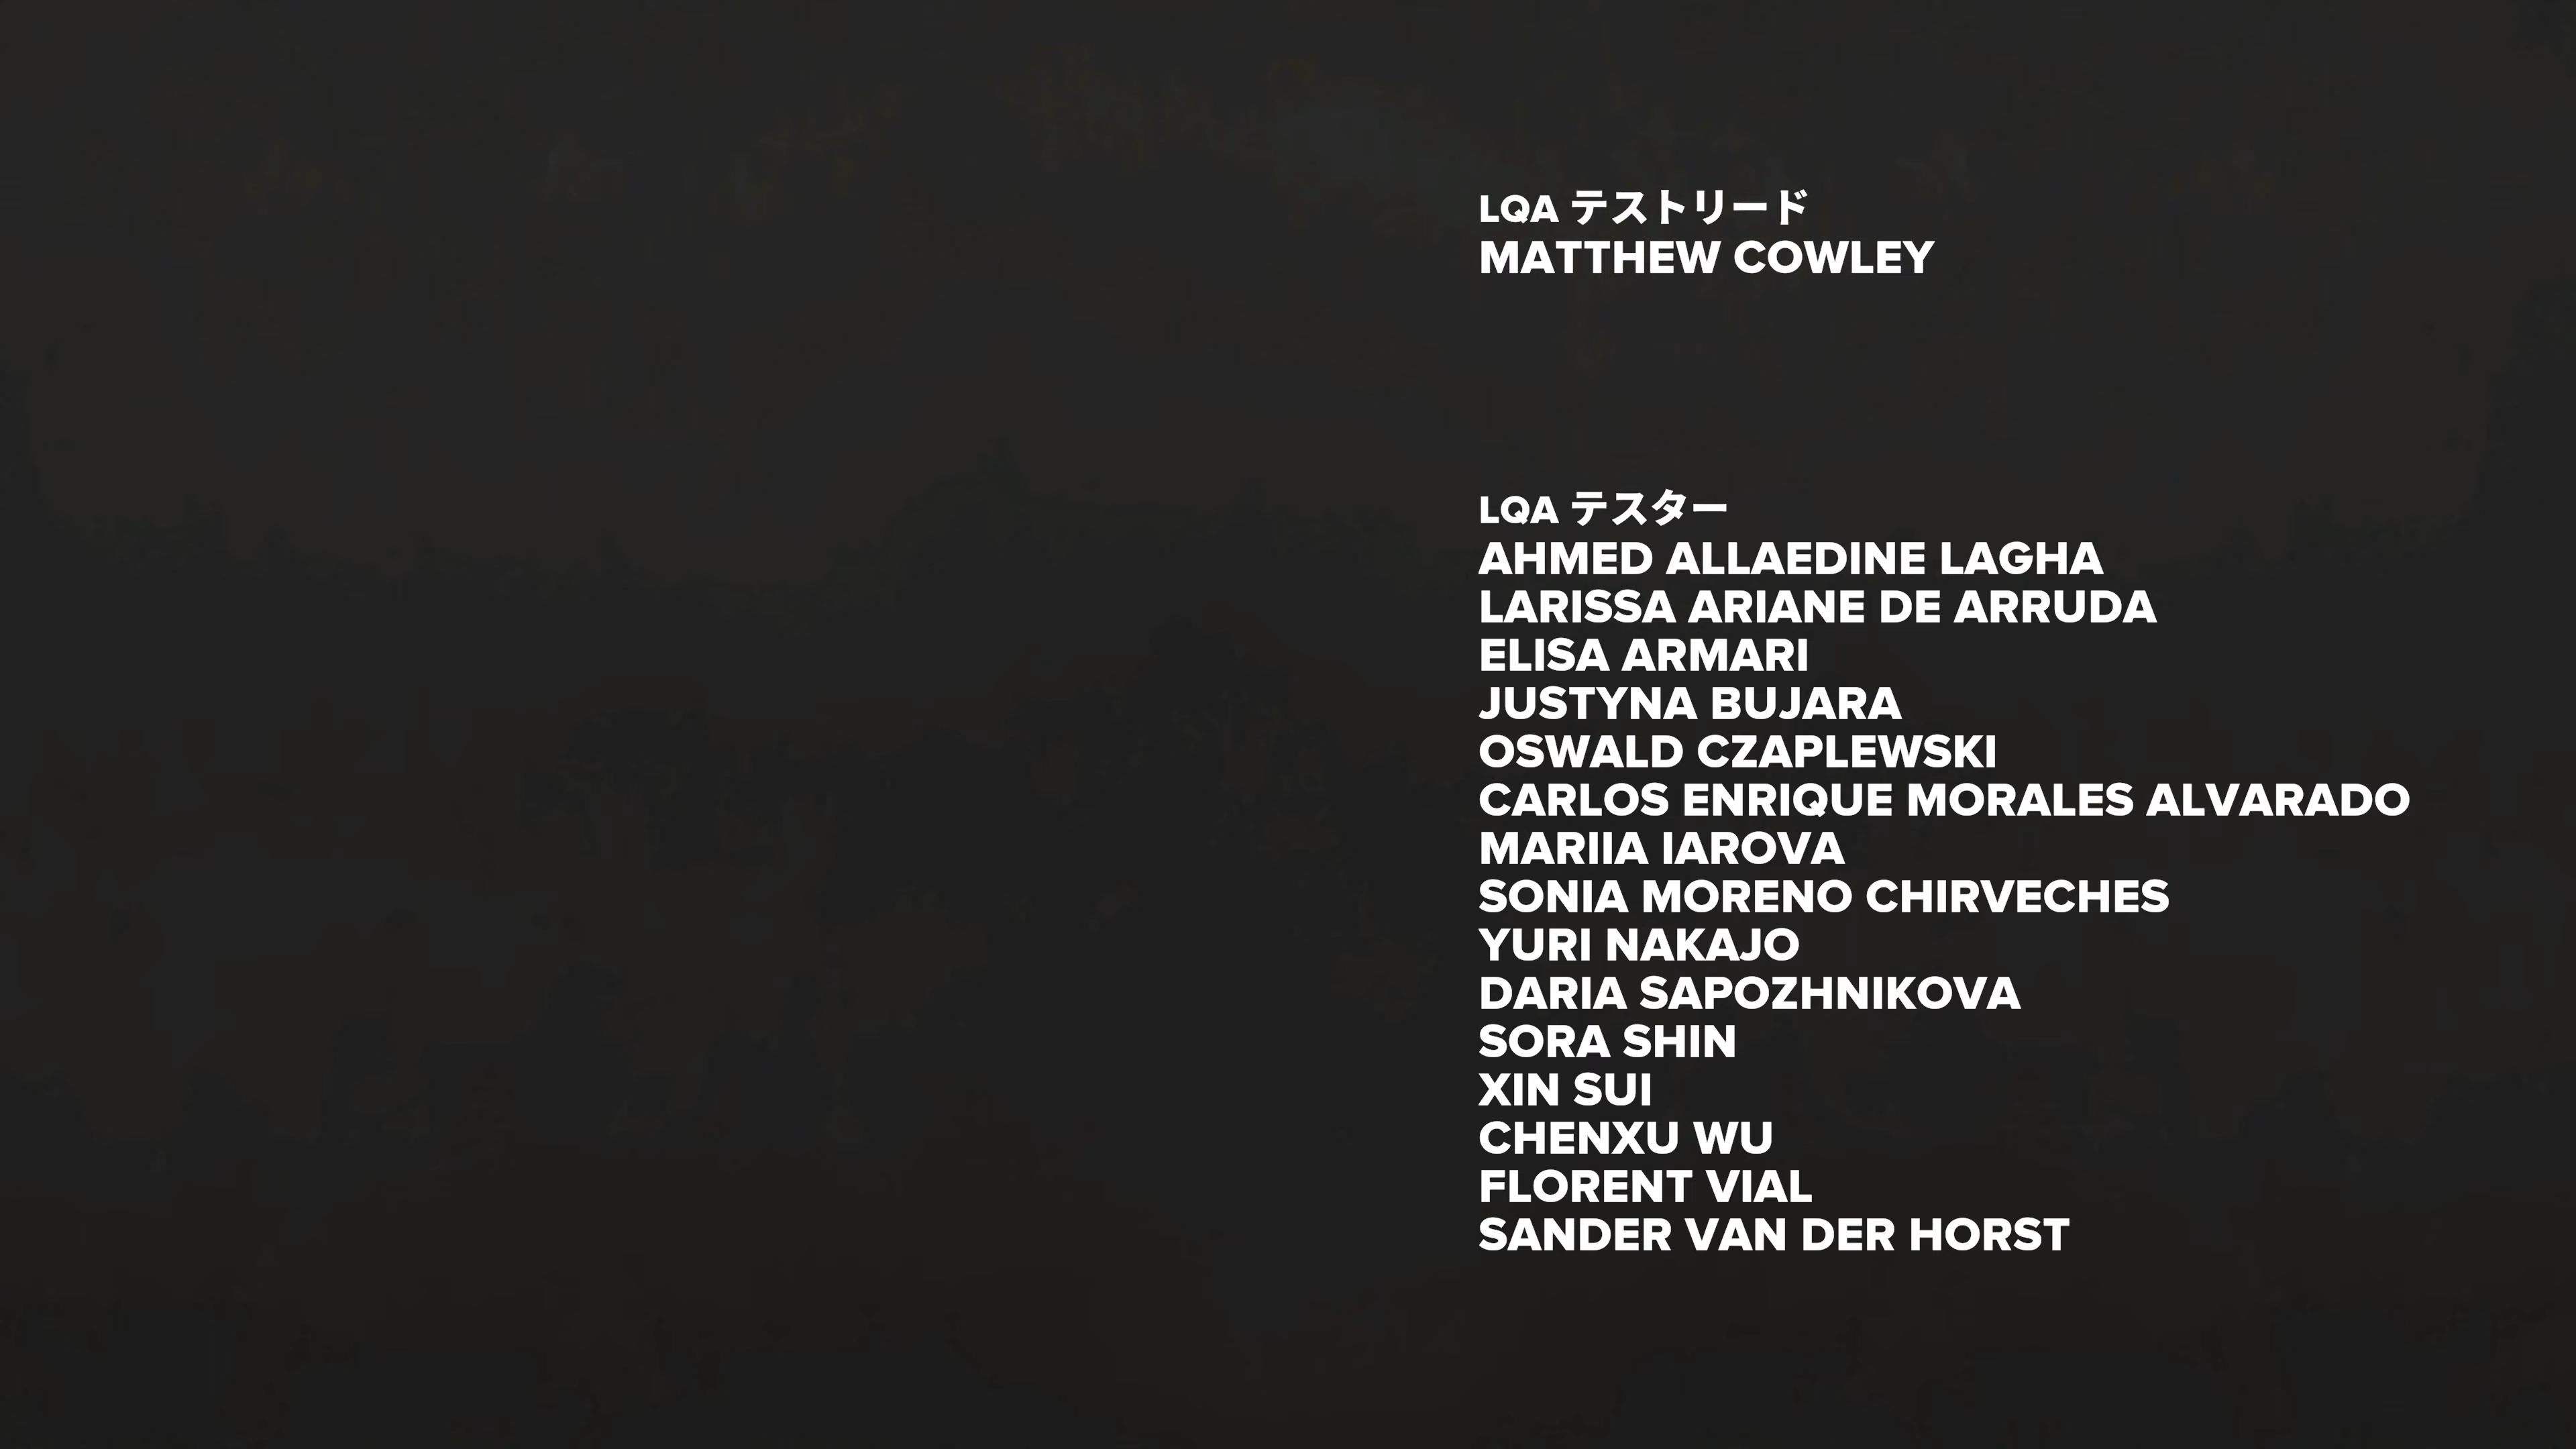 LQA テストリード
MATTHEW COWLEY
LQA テスター
AHMED ALLAEDINE LAGHA
LARISSA ARIANE DE ARRUDA
ELISA ARMARI
JUSTYNA BUJARA
OSWALD CZAPLEWSKI
CARLOS ENRIQUE MORALES ALVARADO
MARIIA IAROVA
SONIA MORENO CHIRVECHES
YURI NAKAJO
DARIA SAPOZHNIKOVA
SORA SHIN
XIN SUI
CHENXU WU
FLORENT VIAL
SANDER VAN DER HORST